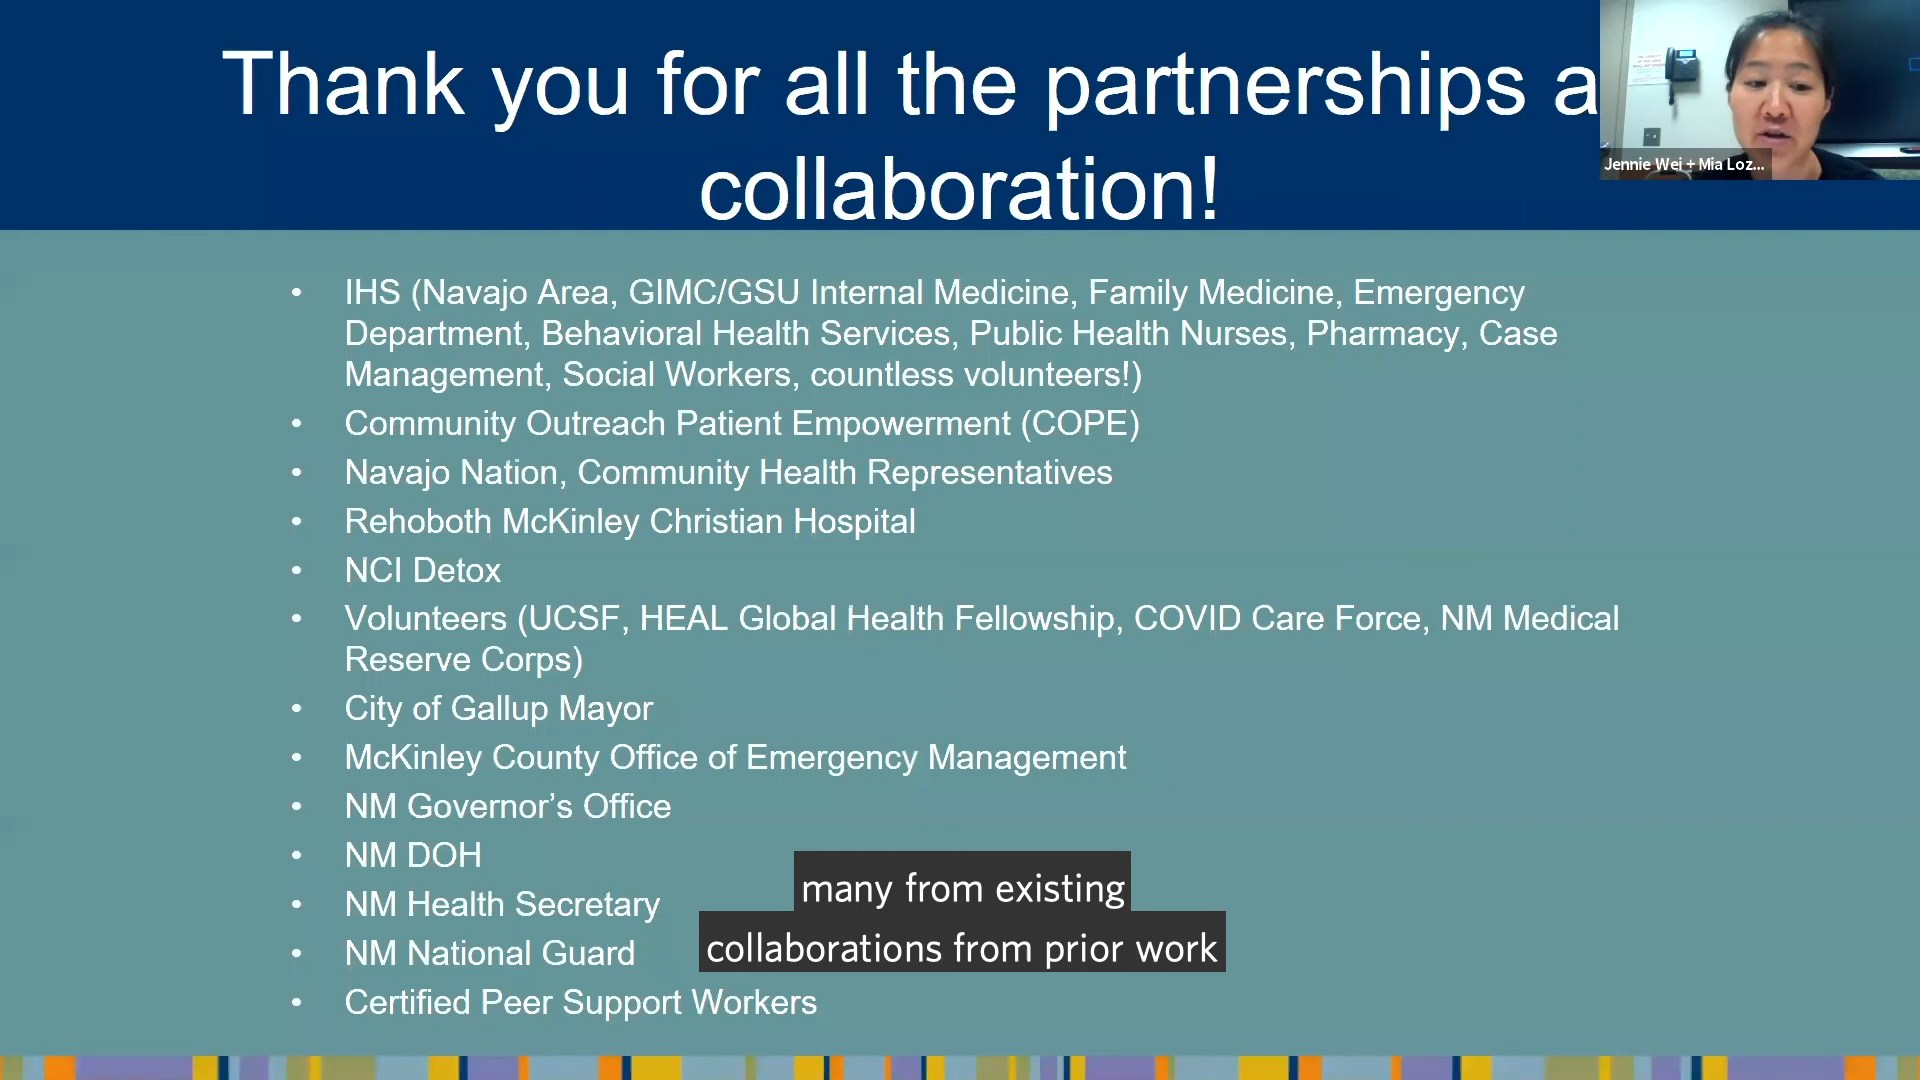 Thank you for all the partnerships a
collaboration!
Jennie Wei + Mia Loz...
• IHS (Navajo Area, GIMC/GSU Internal Medicine, Family Medicine, Emergency
Department, Behavioral Health Services, Public Health Nurses, Pharmacy, Case
Management, Social Workers, countless volunteers!)
• Community Outreach Patient Empowerment (COPE)
• Navajo Nation, Community Health Representatives
• Rehoboth McKinley Christian Hospital
• NCI Detox
• Volunteers (UCSF, HEAL Global Health Fellowship, COVID Care Force, NM Medical
Reserve Corps)
• City of Gallup Mayor
• McKinley County Office of Emergency Management
• NM Governor’s Office
• NM DOH
• NM Health Secretary
• NM National Guard
• Certified Peer Support Workers
many from existing
collaborations from prior work